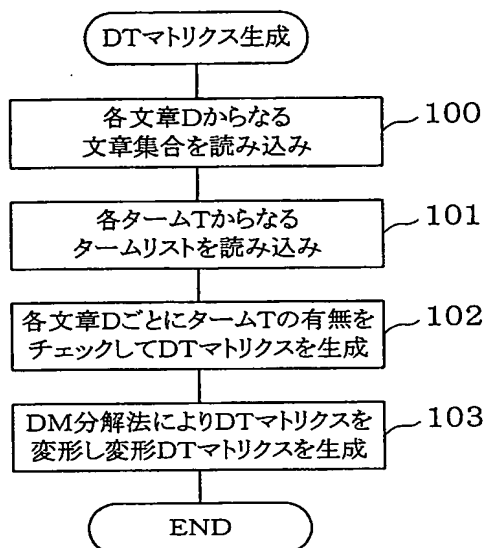 DTマトリクス生成
各文章Dからなる
文章集合を読み込み
100
各タームTからなる
タームリストを読み込み
101
各文章DごとにタームTの有無を
チェックしてDTマトリクスを生成
102
DM分解法によりDTマトリクスを
変形し変形DTマトリクスを生成
103
END